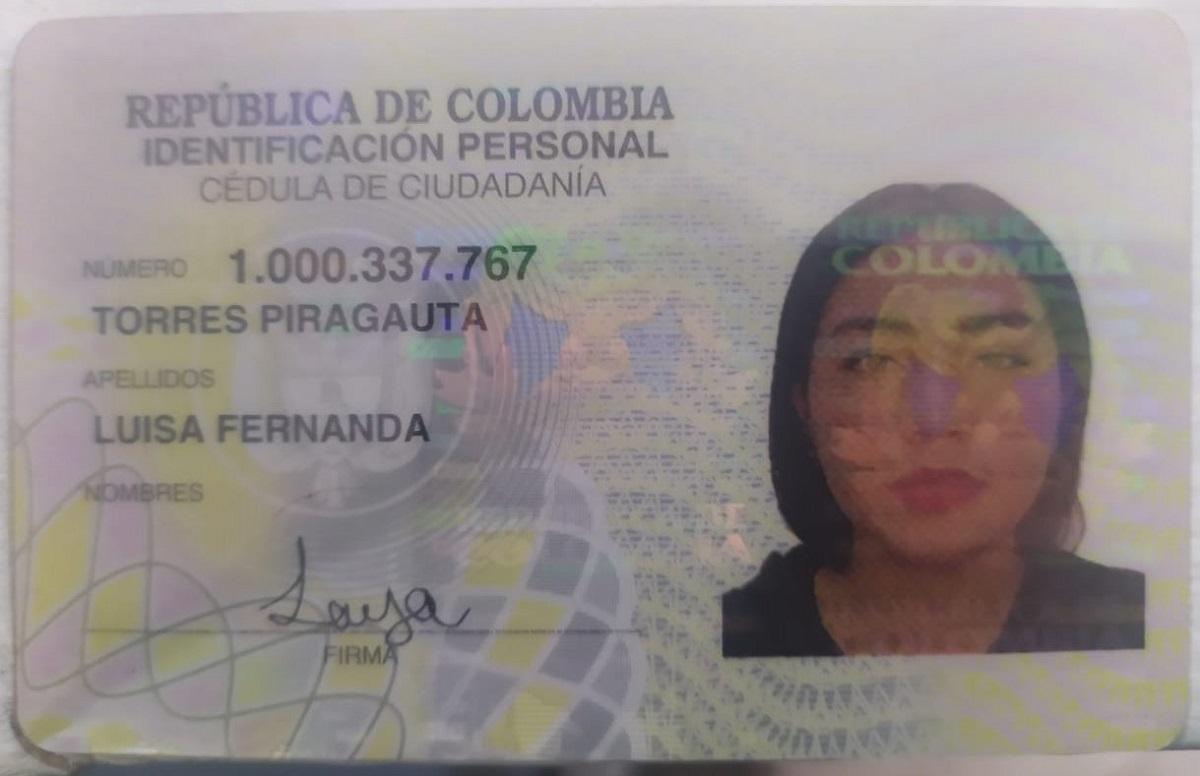 REPÚBLICA DE COLOMBIA
IDENTIFICACIÓN PERSONAL
CÉDULA DE CIUDADANÍA
NÚMERO 1.000.337.767
TORRES PIRAGAUTA
APELLIDOS
LUISA FERNANDA
NOMBRES
FIRMA
REPÚBLICA
COLOMBIA